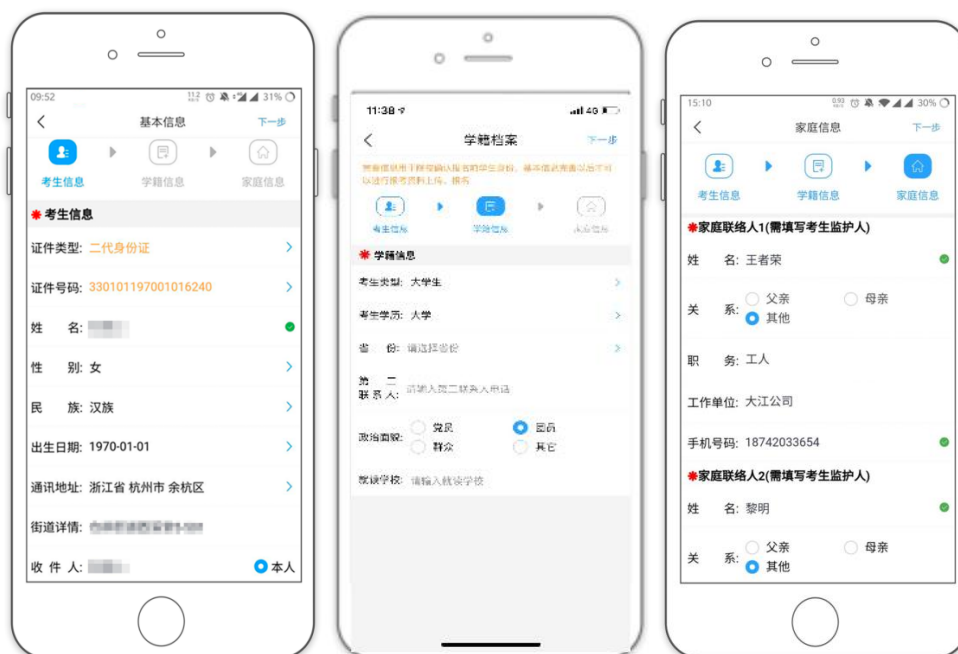 09:52
31%
基本信息
下一步
考生信息
学籍信息
家庭信息
* 考生信息
证件类型: 二代身份证
证件号码: 330101197001016240
姓 名:
性 别: 女
民 族: 汉族
出生日期: 1970-01-01
通讯地址: 浙江省 杭州市 余杭区
街道详情:
收 件 人:
本人
11:38
4G
学籍档案
下一步
考生信息
学籍信息
家庭信息
* 学籍信息
考生类型: 大学生
考生学历: 大学
省 份: 请选择省份
第 二
联 系 人: 请输入第二联系人电话
政治面貌:
党员
团员
群众
其它
就读学校: 请输入就读学校
15:10
30%
家庭信息
下一步
考生信息
学籍信息
家庭信息
*家庭联络人1(需填写考生监护人)
姓 名: 王者荣
关 系:
父亲
母亲
其他
职 务: 工人
工作单位: 大江公司
手机号码: 18742033654
*家庭联络人2(需填写考生监护人)
姓 名: 黎明
关 系:
父亲
母亲
其他